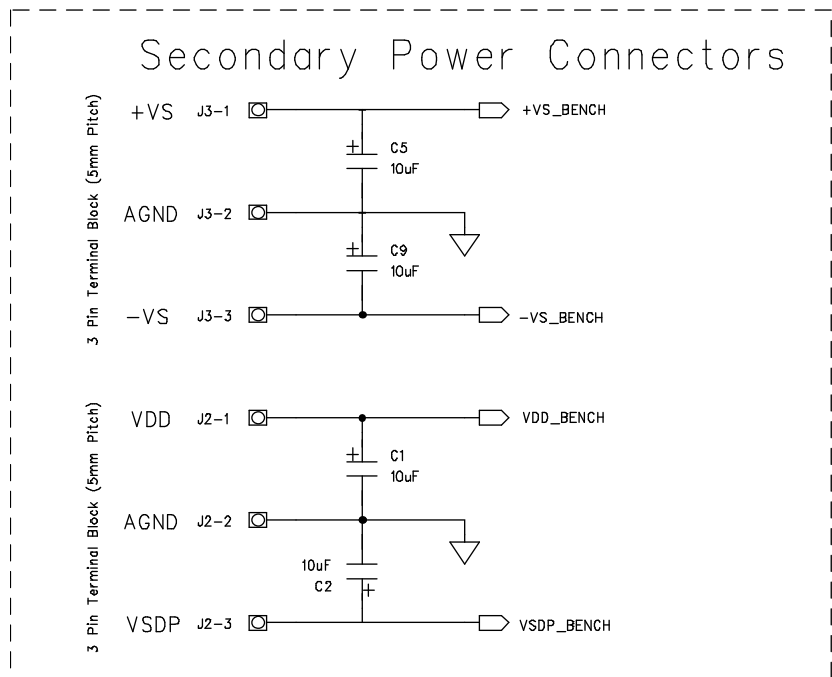 Secondary Power Connectors
3 Pin Terminal Block (5mm Pitch)
+VS J3-1 +VS_BENCH
+ C5
10uF
AGND J3-2
+ C9
10uF
-VS J3-3 -VS_BENCH
3 Pin Terminal Block (5mm Pitch)
VDD J2-1 VDD_BENCH
+ C1
10uF
AGND J2-2
10uF
C2 +
VSDP J2-3 VSDP_BENCH